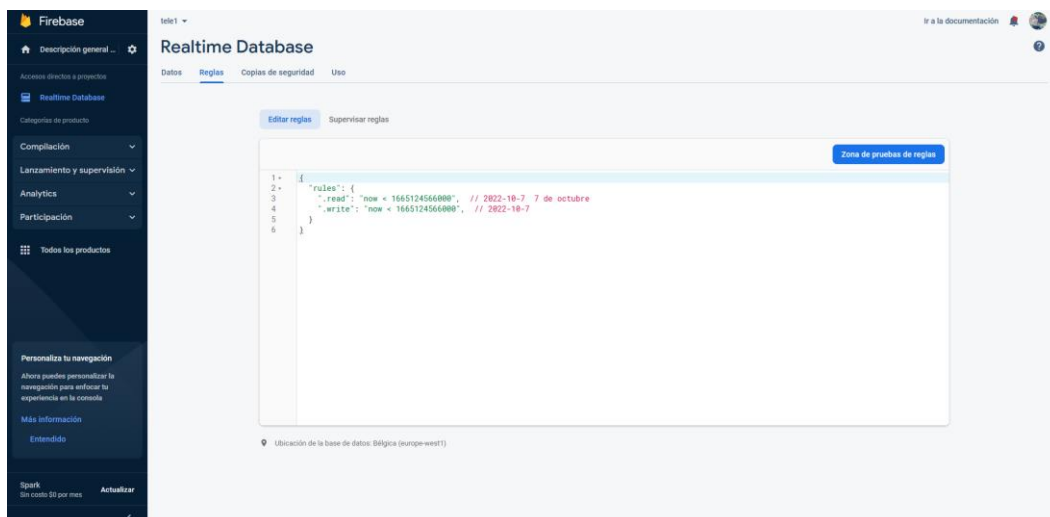 Firebase
Descripción general ...
Accesos directos a proyectos
Realtime Database
Categorías de producto
Compilación
Lanzamiento y supervisión
Analytics
Participación
Todos los productos
Personaliza tu navegación
Ahora puedes personalizar la
navegación para enfocar tu
experiencia en la consola
Más información
Entendido
Spark
Sin costo $0 por mes
Actualizar
tele1
Ir a la documentación
Realtime Database
Datos Reglas Copias de seguridad Uso
Editar reglas Supervisar reglas
Zona de pruebas de reglas
1 {
2 "rules": {
3 ".read": "now < 1665124566000", // 2022-10-7 7 de octubre
4 ".write": "now < 1665124566000", // 2022-10-7
5 }
6 }
Ubicación de la base de datos: Bélgica (europe-west1)